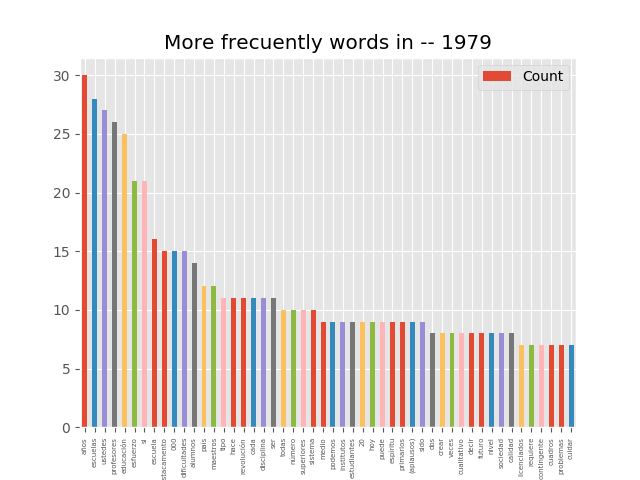 More frecuently words in -- 1979
Count
30
25
20
15
10
5
0
años
escuelas
ustedes
profesores
educación
esfuerzo
si
escuela
stacamento
000
dificultades
alumnos
país
maestros
tipo
hace
revolución
cada
disciplina
ser
todas
número
superiores
sistema
medio
podemos
institutos
estudiantes
20
hoy
puede
espíritu
primarios
(aplausos)
sido
dos
crear
veces
cualitativo
decir
futuro
nivel
sociedad
calidad
licenciados
requiere
contingente
cuadros
problemas
cuidar